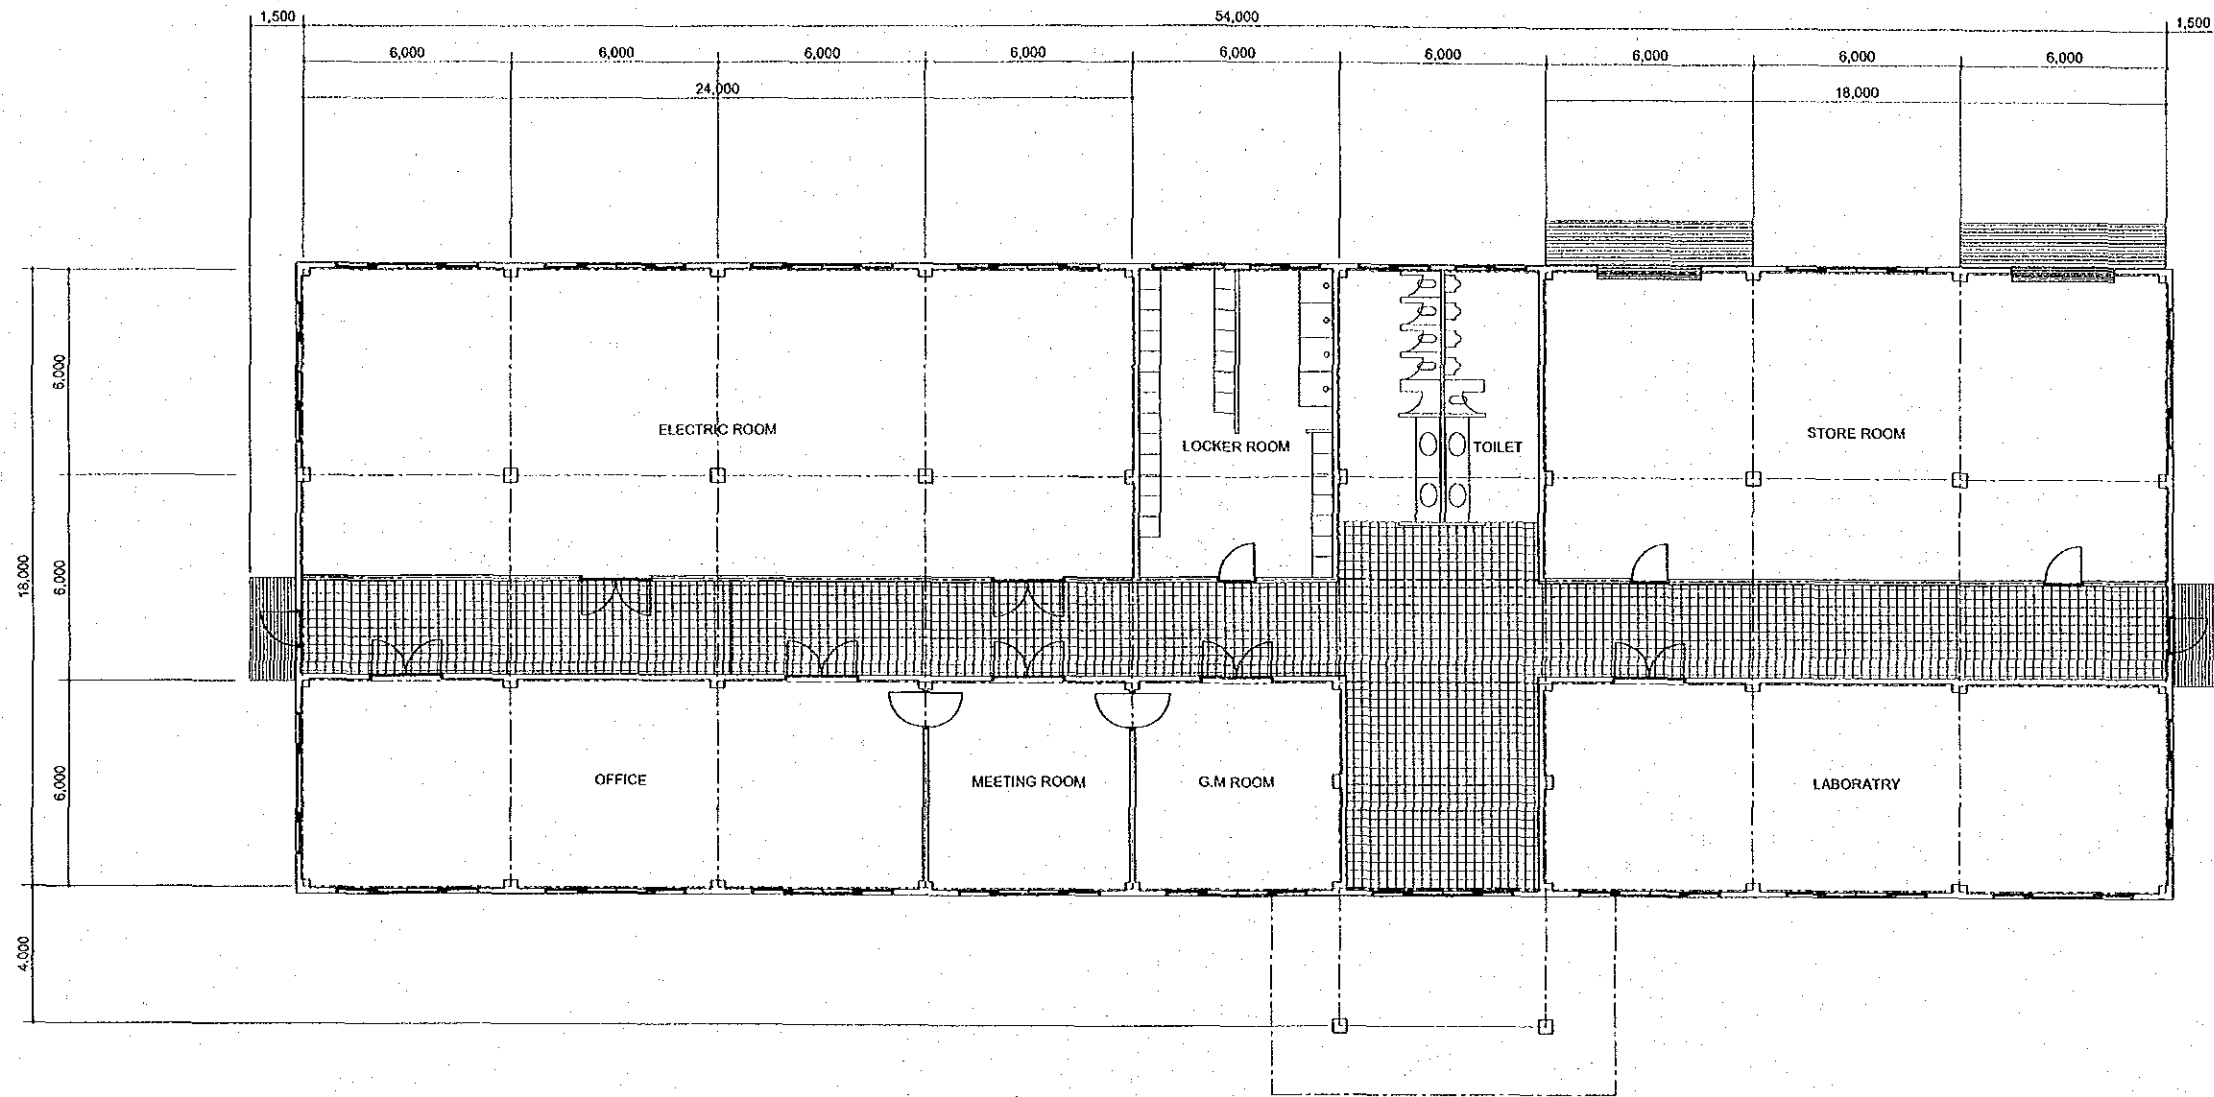 1,500
54,000
1,500
6,000 6,000 6,000 6,000 6,000 6,000 6,000 6,000 6,000
24,000
18,000
6,000
ELECTRIC ROOM
LOCKER ROOM
TOILET
STORE ROOM
18,000
6,000
6,000
OFFICE
MEETING ROOM
G.M ROOM
LABORATRY
4,000